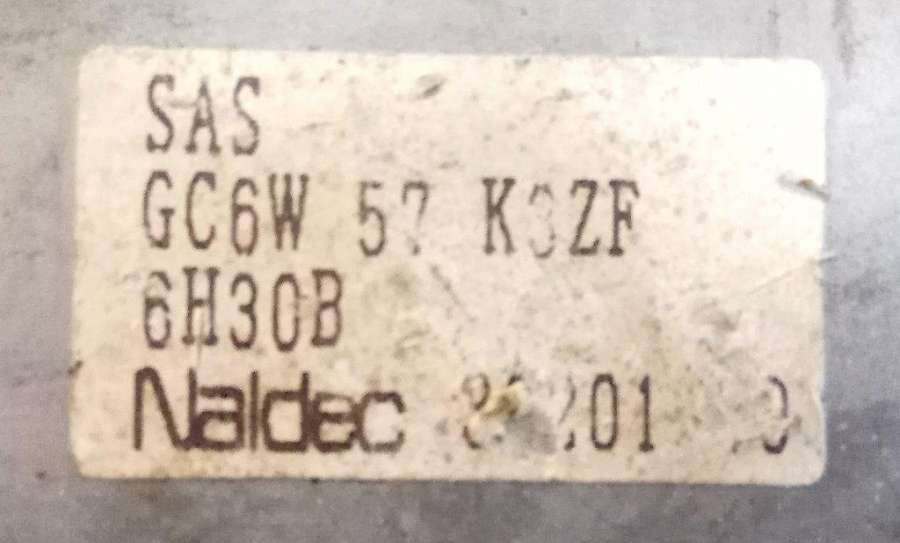 SAS
GC6W 57 K3ZF
6H30B
Naldec